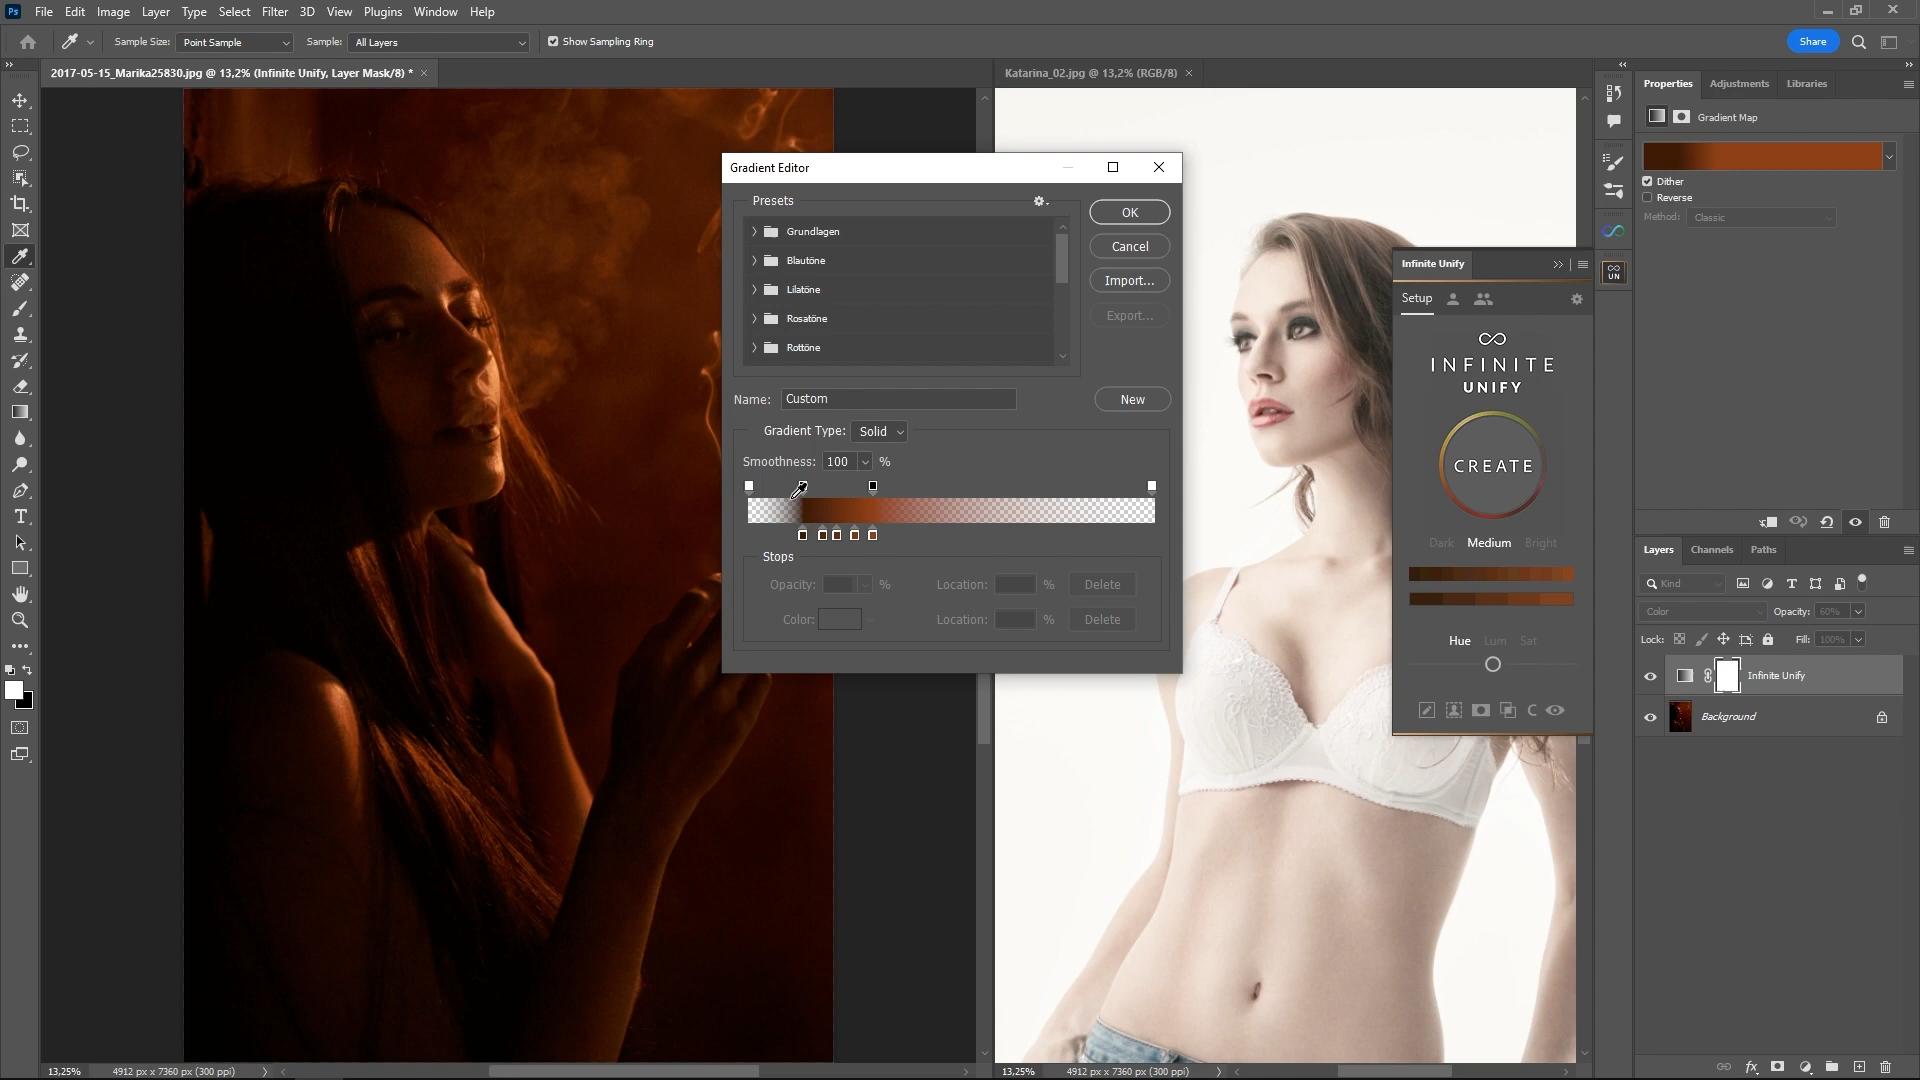 Ps File Edit Image Layer Type Select Filter 3D View Plugins Window Help
Sample Size: Point Sample Sample: All Layers Show Sampling Ring Share
2017-05-15_Marika25830.jpg @ 13,2% (Infinite Unify, Layer Mask/8) *
Katarina_02.jpg @ 13,2% (RGB/8)
Gradient Editor
Presets
Grundlagen
Blautöne
Lilatöne
Rosatöne
Rottöne
OK
Cancel
Import...
Export...
Name: Custom New
Gradient Type: Solid
Smoothness: 100 %
Stops
Opacity: % Location: % Delete
Color: Location: % Delete
Infinite Unify
Setup
INFINITE
UNIFY
CREATE
Dark Medium Bright
Hue Lum Sat
C
UN
Properties Adjustments Libraries
Gradient Map
Dither
Reverse
Method: Classic
Layers Channels Paths
Kind T
Color Opacity: 60%
Lock: Fill: 100%
Infinite Unify
Background
fx
13,25% 4912 px x 7360 px (300 ppi)
13,25% 4912 px x 7360 px (300 ppi)